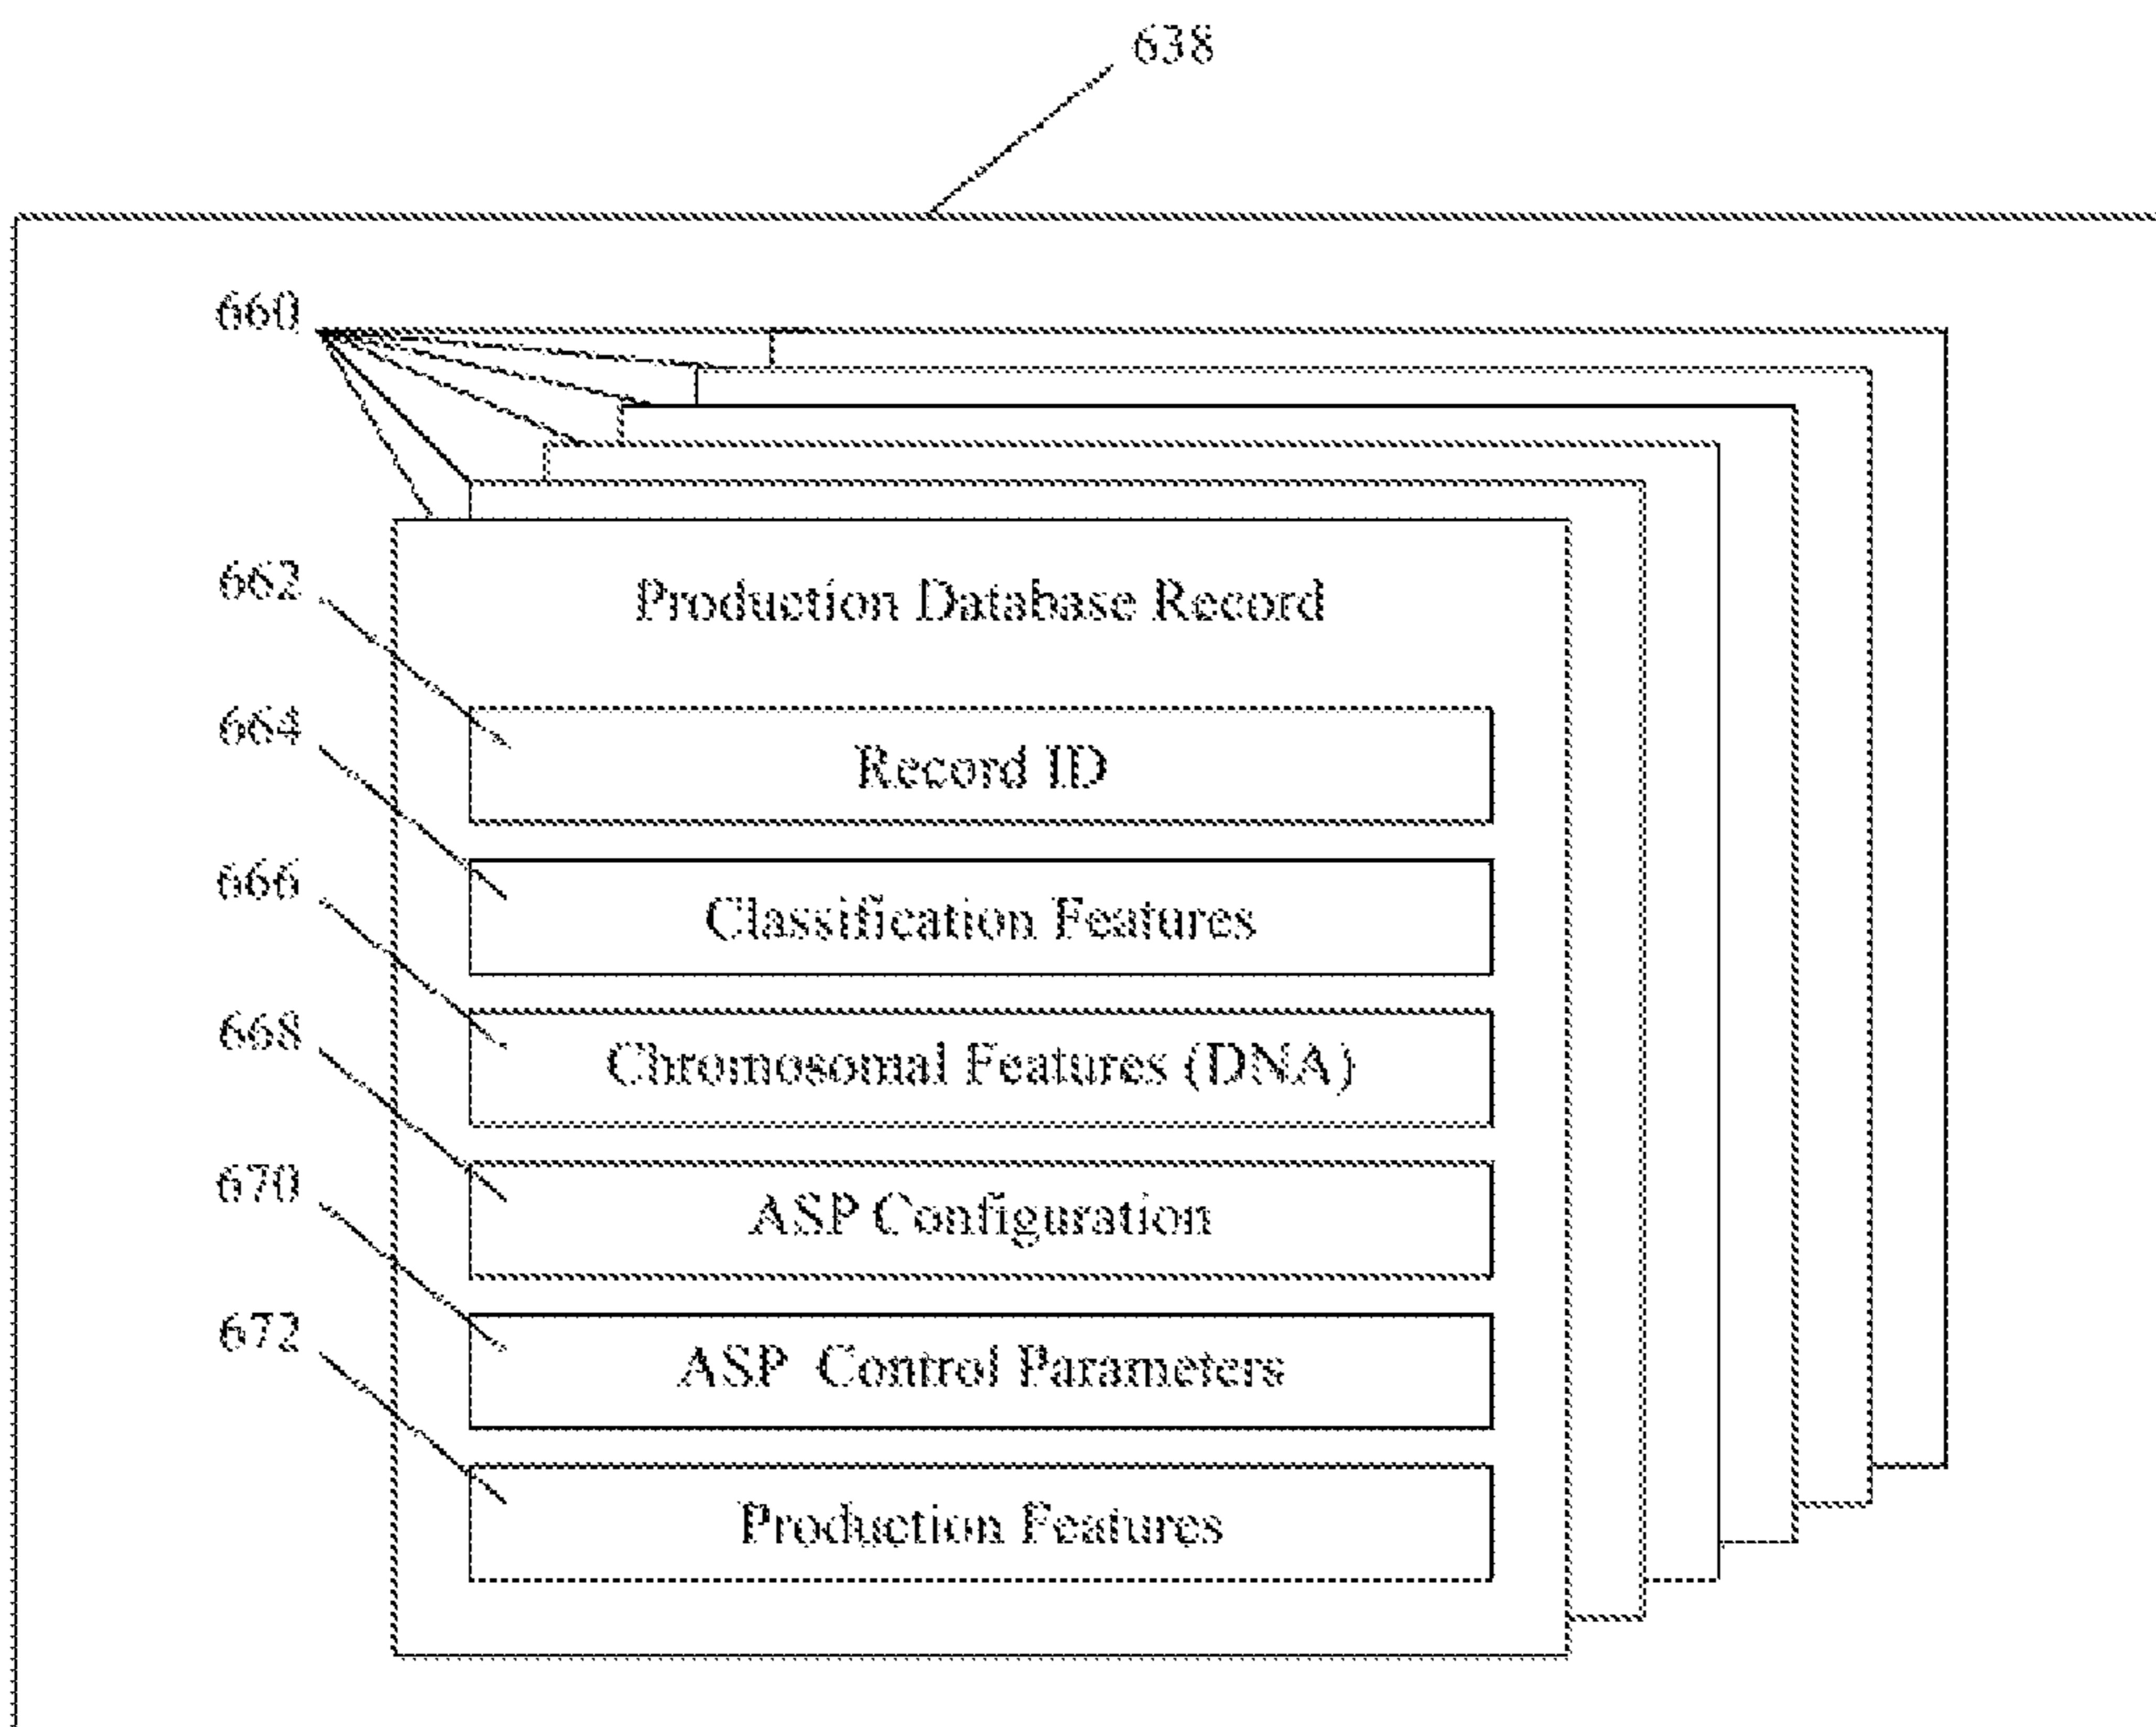 638
660
Production Database Record
662
Record ID
664
Classification Features
666
Chromosomal Features (DNA)
668
ASP Configuration
670
ASP Control Parameters
672
Production Features